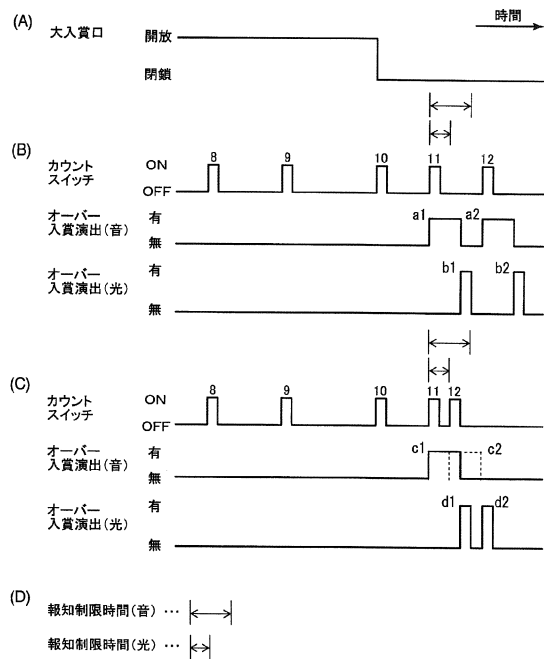 (A)
大入賞口
開放
閉鎖
時間
(B)
カウント
スイッチ
ON
OFF
8
9
10
11
12
オーバー
入賞演出(音)
有
無
a1
a2
オーバー
入賞演出(光)
有
無
b1
b2
(C)
カウント
スイッチ
ON
OFF
8
9
10
11
12
オーバー
入賞演出(音)
有
無
c1
c2
オーバー
入賞演出(光)
有
無
d1
d2
(D)
報知制限時間(音) …
報知制限時間(光) …